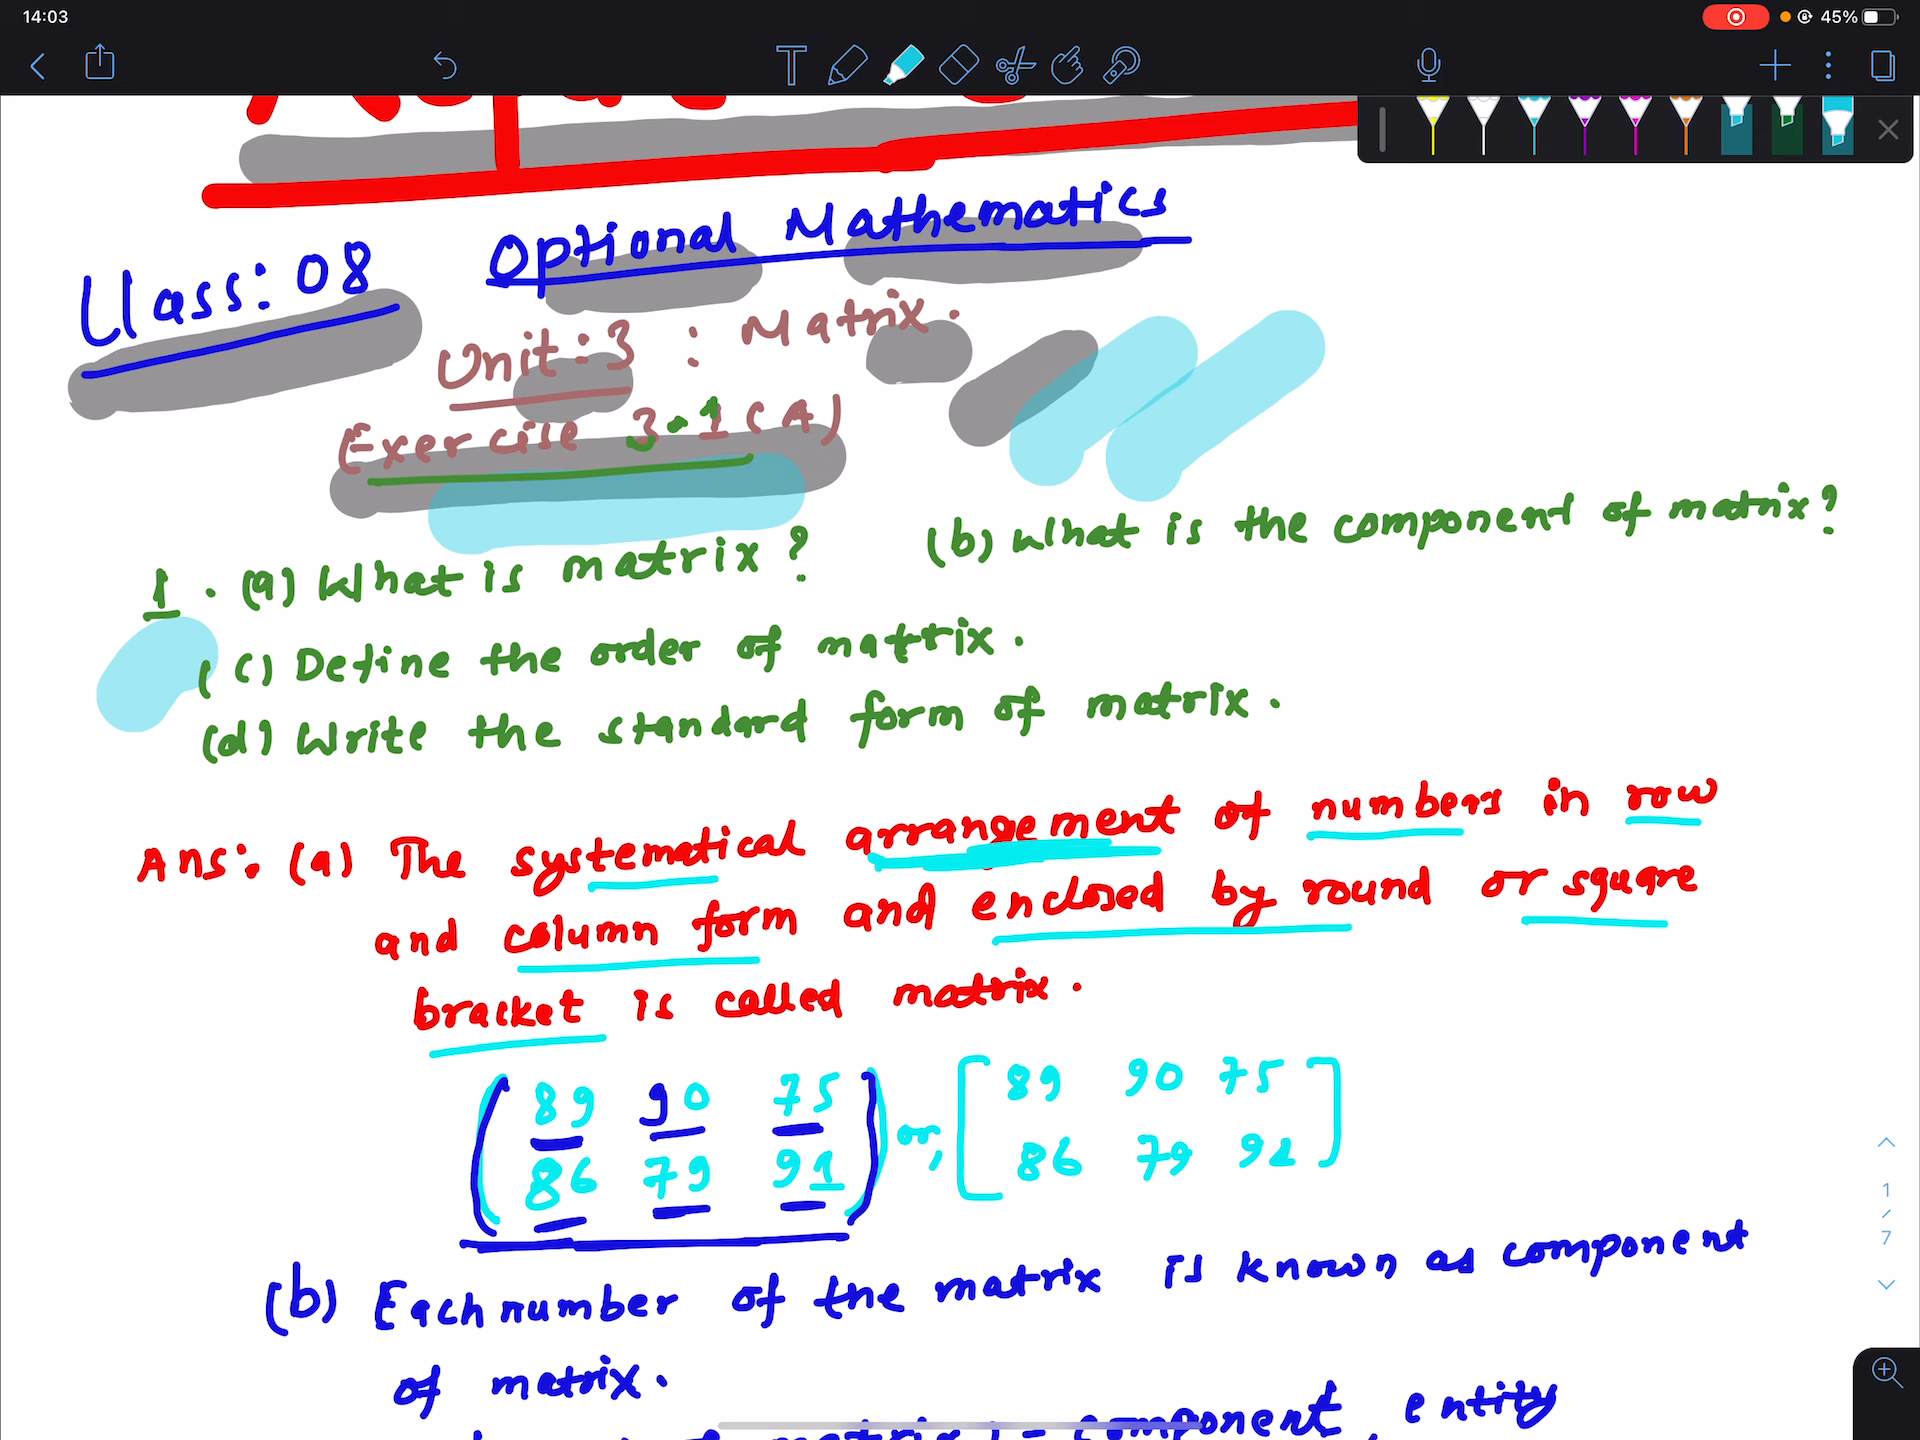 14:03
45%
Optional Mathematics
Class: 08
Unit: 3 : Matrix.
Exercise 3.1(A)
1. (a) What is matrix? (b) What is the component of matrix?
(c) Define the order of matrix.
(d) Write the standard form of matrix.
Ans: (a) The systematical arrangement of numbers in row
and column form and enclosed by round or square
bracket is called matrix.
( 89 90 75 ) or, [ 89 90 75 ]
86 79 91 86 79 91
1
/
7
(b) Each number of the matrix is known as component
of matrix.
component, entity